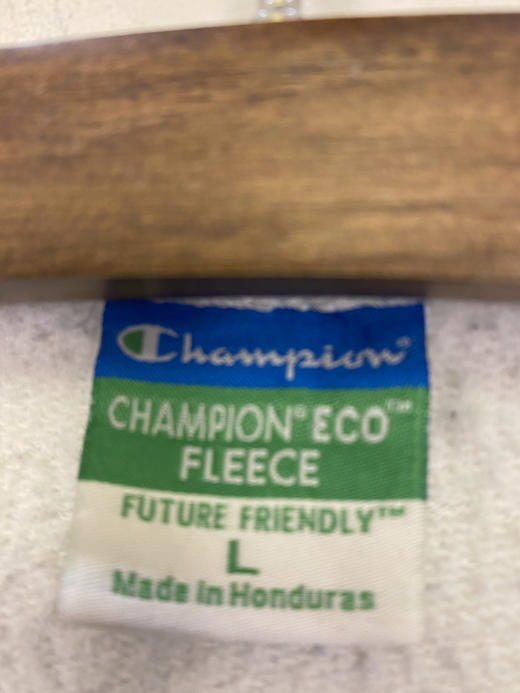 Champion®
CHAMPION® ECO™
FLEECE
FUTURE FRIENDLY™
L
Made in Honduras